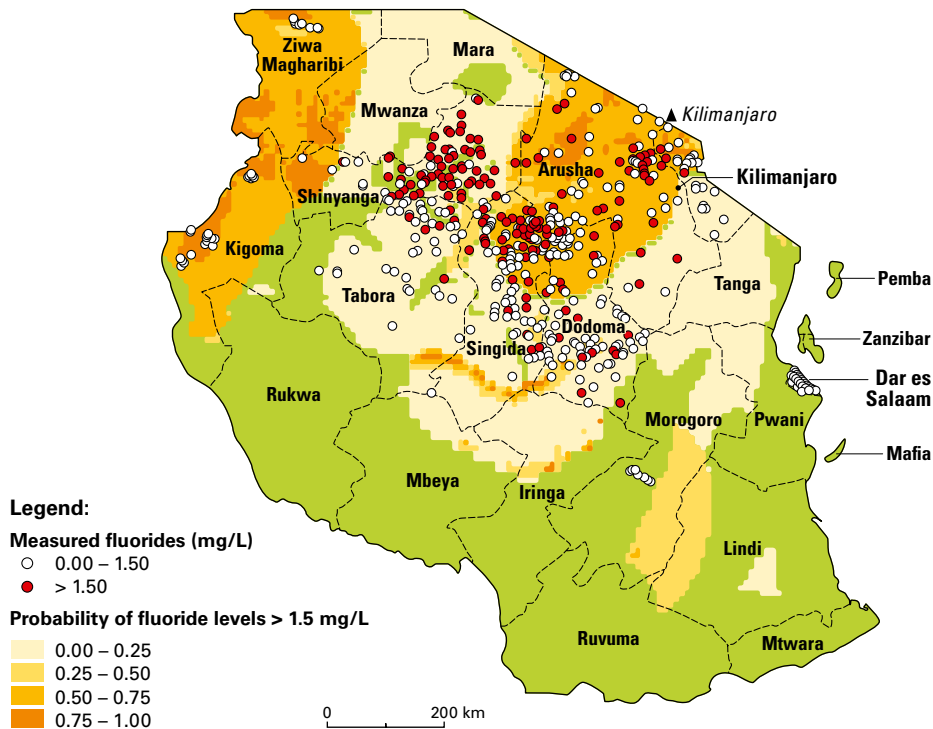 Ziwa
Magharibi
Mara
Mwanza
Kilimanjaro
Arusha
Kilimanjaro
Shinyanga
Kigoma
Tabora
Tanga
Pemba
Dodoma
Singida
Zanzibar
Dar es
Salaam
Rukwa
Morogoro
Pwani
Mafia
Mbeya
Iringa
Lindi
Ruvuma
Mtwara
Legend:
Measured fluorides (mg/L)
0.00 – 1.50
> 1.50
Probability of fluoride levels > 1.5 mg/L
0.00 – 0.25
0.25 – 0.50
0.50 – 0.75
0.75 – 1.00
0 200 km